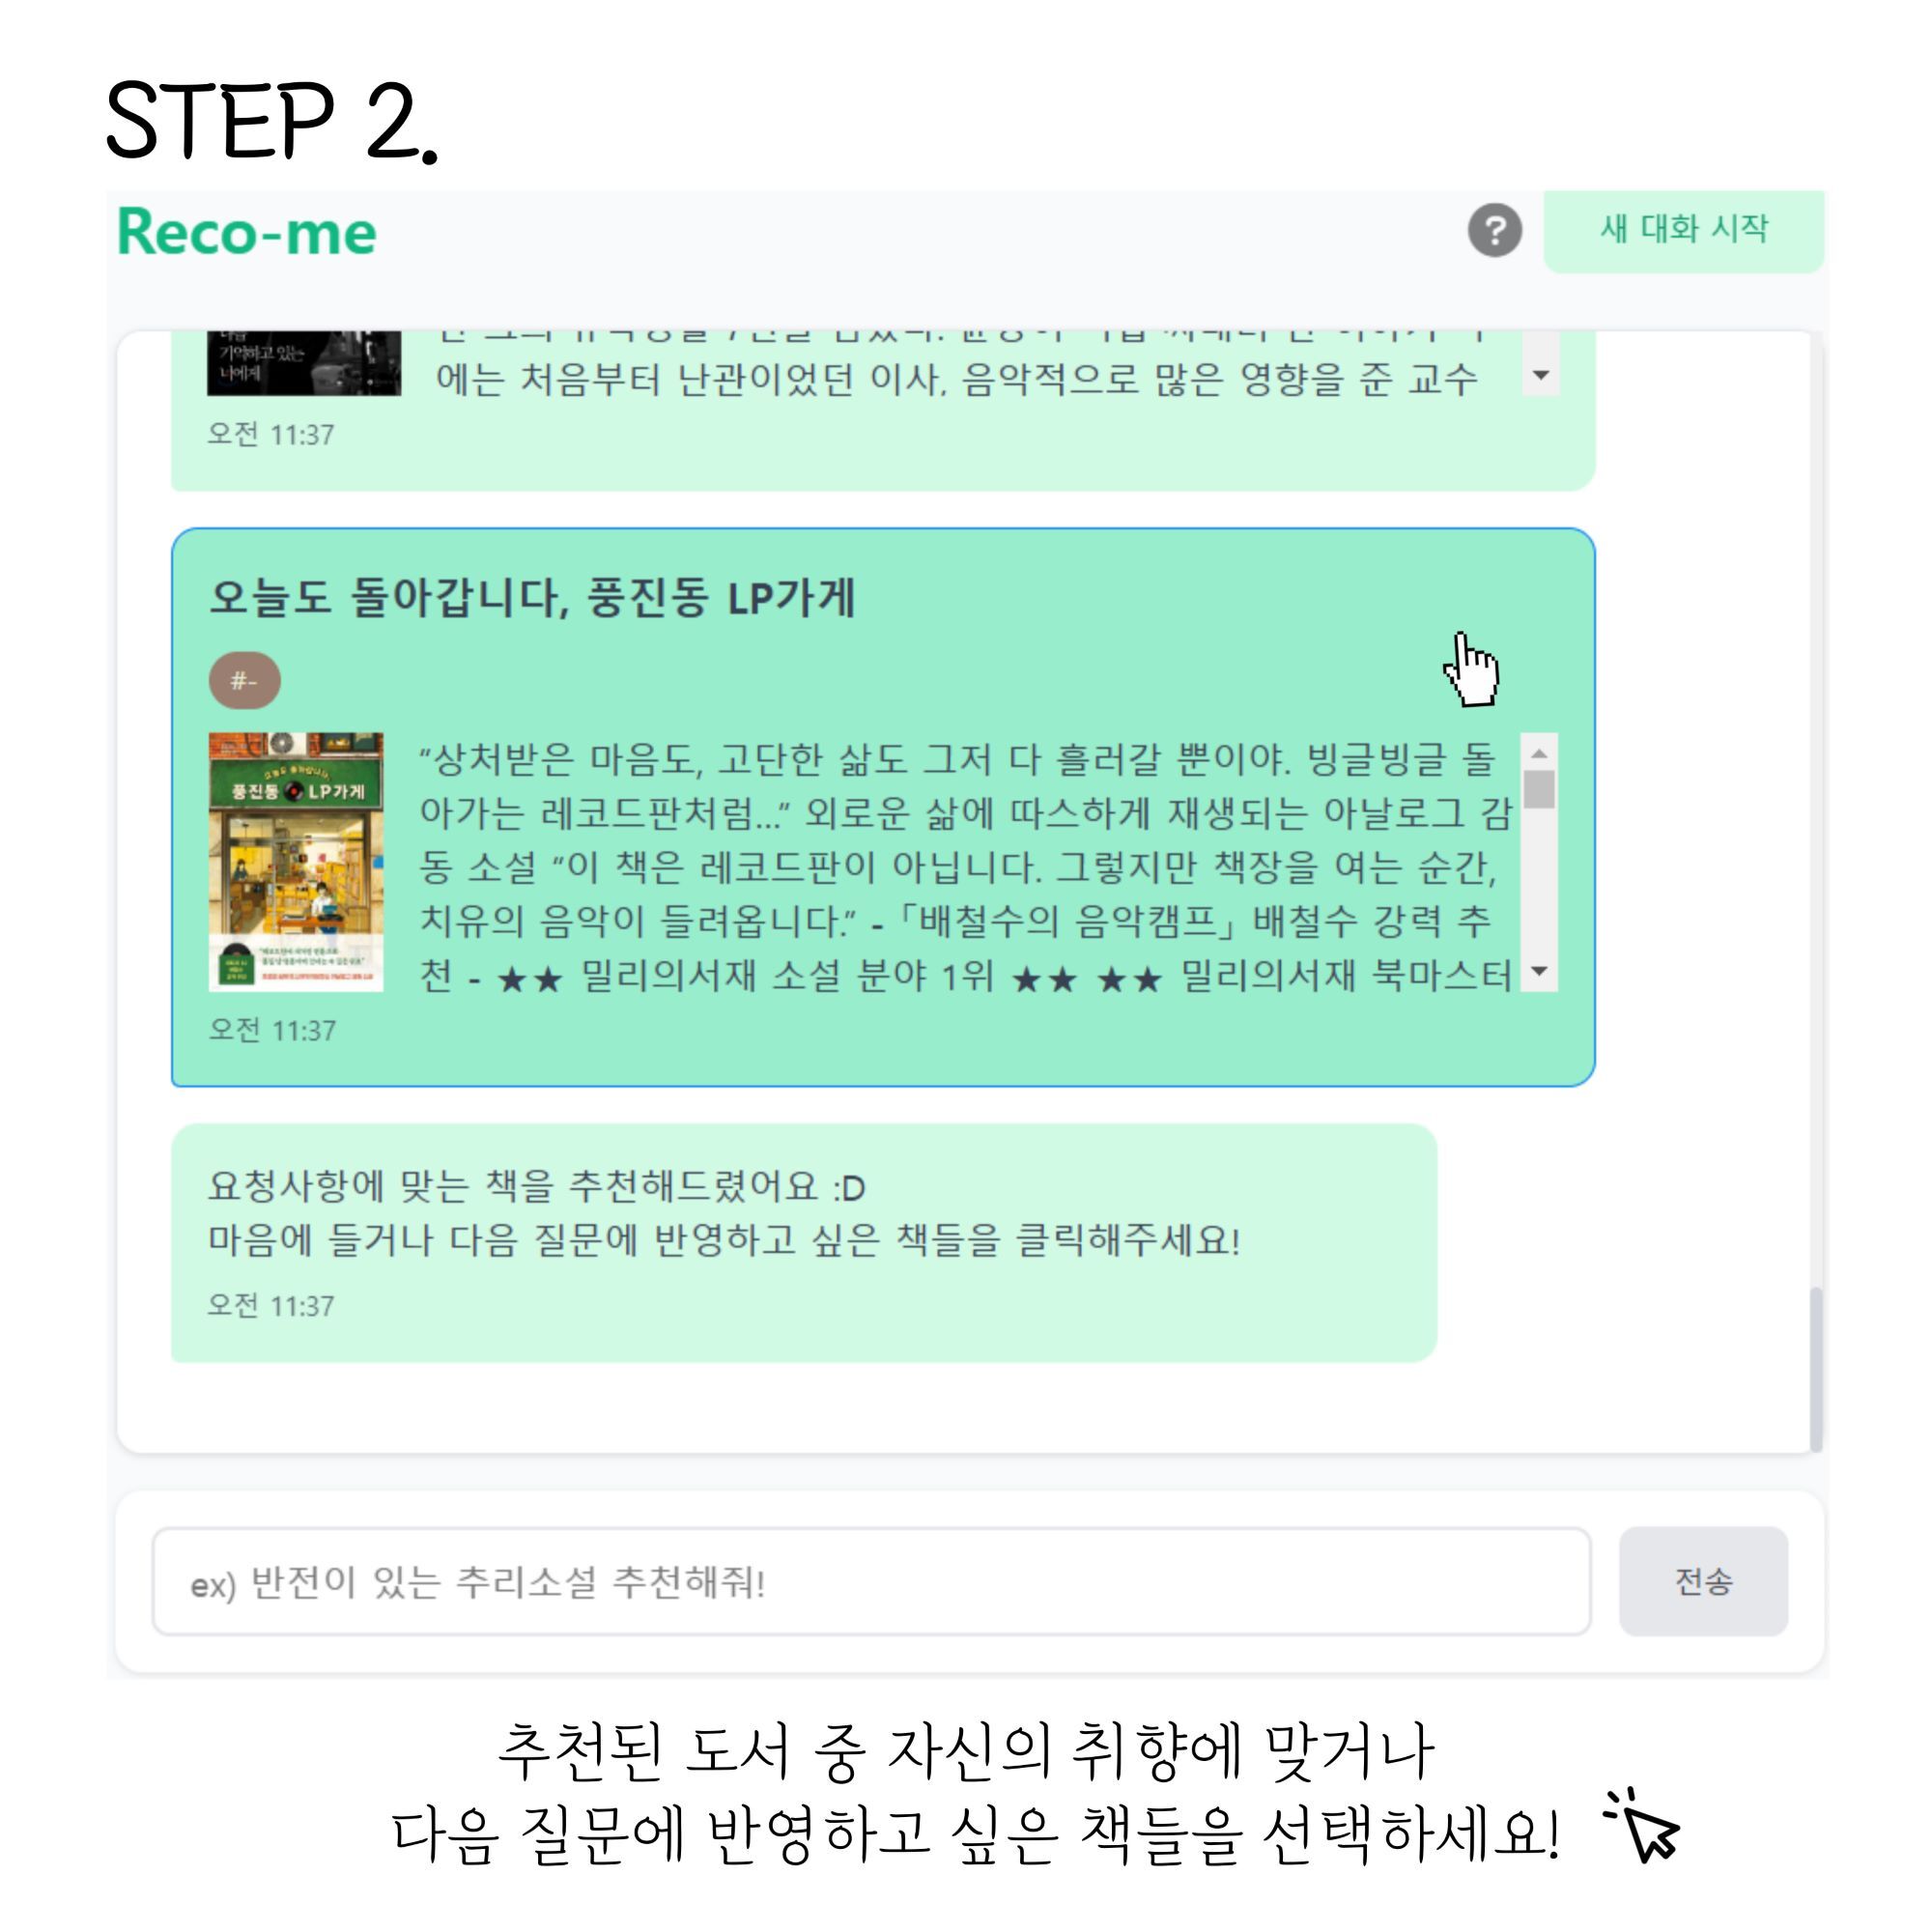 STEP 2.
Reco-me
?
새 대화 시작
기억하고 있는
너에게
에는 처음부터 난관이었던 이사, 음악적으로 많은 영향을 준 교수
오전 11:37
오늘도 돌아갑니다, 풍진동 LP가게
#-
오늘도 돌아갑니다,
풍진동 LP가게
“상처받은 마음도, 고단한 삶도 그저 다 흘러갈 뿐이야. 빙글빙글 돌
아가는 레코드판처럼...” 외로운 삶에 따스하게 재생되는 아날로그 감
동 소설 “이 책은 레코드판이 아닙니다. 그렇지만 책장을 여는 순간,
치유의 음악이 들려옵니다.” -「배철수의 음악캠프」 배철수 강력 추
천 - ★★ 밀리의서재 소설 분야 1위 ★★ ★★ 밀리의서재 북마스터
오전 11:37
요청사항에 맞는 책을 추천해드렸어요 :D
마음에 들거나 다음 질문에 반영하고 싶은 책들을 클릭해주세요!
오전 11:37
ex) 반전이 있는 추리소설 추천해줘!
전송
추천된 도서 중 자신의 취향에 맞거나
다음 질문에 반영하고 싶은 책들을 선택하세요!